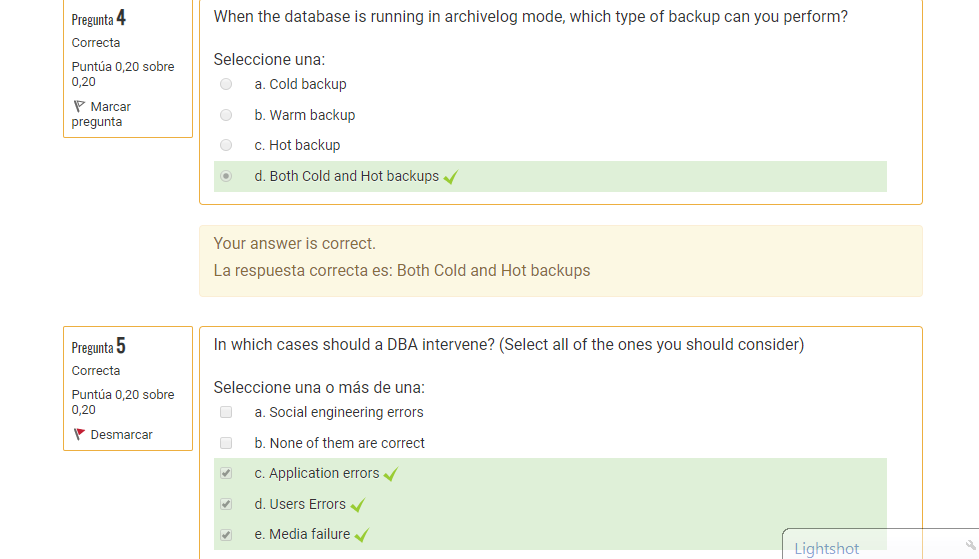 Pregunta 4
Correcta
Puntúa 0,20 sobre
0,20
Marcar
pregunta
When the database is running in archivelog mode, which type of backup can you perform?
Seleccione una:
a. Cold backup
b. Warm backup
c. Hot backup
d. Both Cold and Hot backups
Your answer is correct.
La respuesta correcta es: Both Cold and Hot backups
Pregunta 5
Correcta
Puntúa 0,20 sobre
0,20
Desmarcar
In which cases should a DBA intervene? (Select all of the ones you should consider)
Seleccione una o más de una:
a. Social engineering errors
b. None of them are correct
c. Application errors
d. Users Errors
e. Media failure
Lightshot